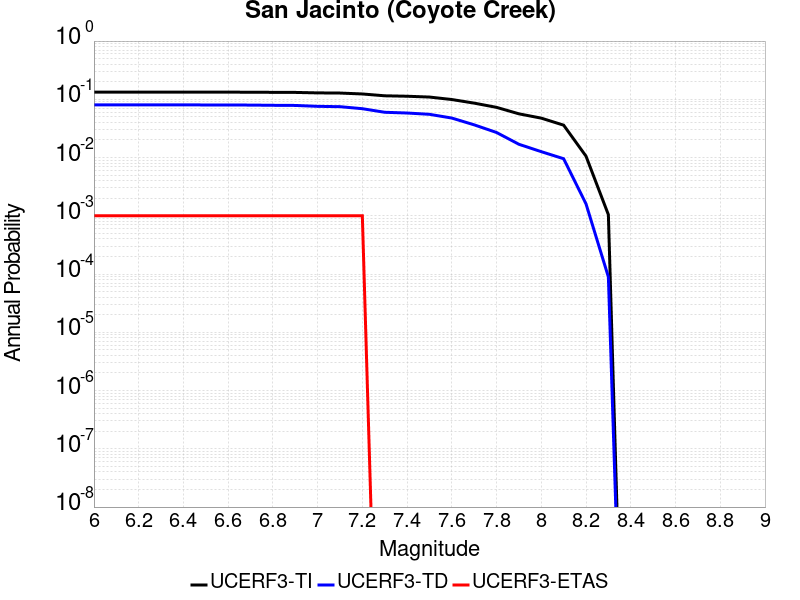 San Jacinto (Coyote Creek)
10^0
10^-1
10^-2
10^-3
10^-4
10^-5
10^-6
10^-7
10^-8
Annual Probability
6 6.2 6.4 6.6 6.8 7 7.2 7.4 7.6 7.8 8 8.2 8.4 8.6 8.8 9
Magnitude
UCERF3-TI UCERF3-TD UCERF3-ETAS